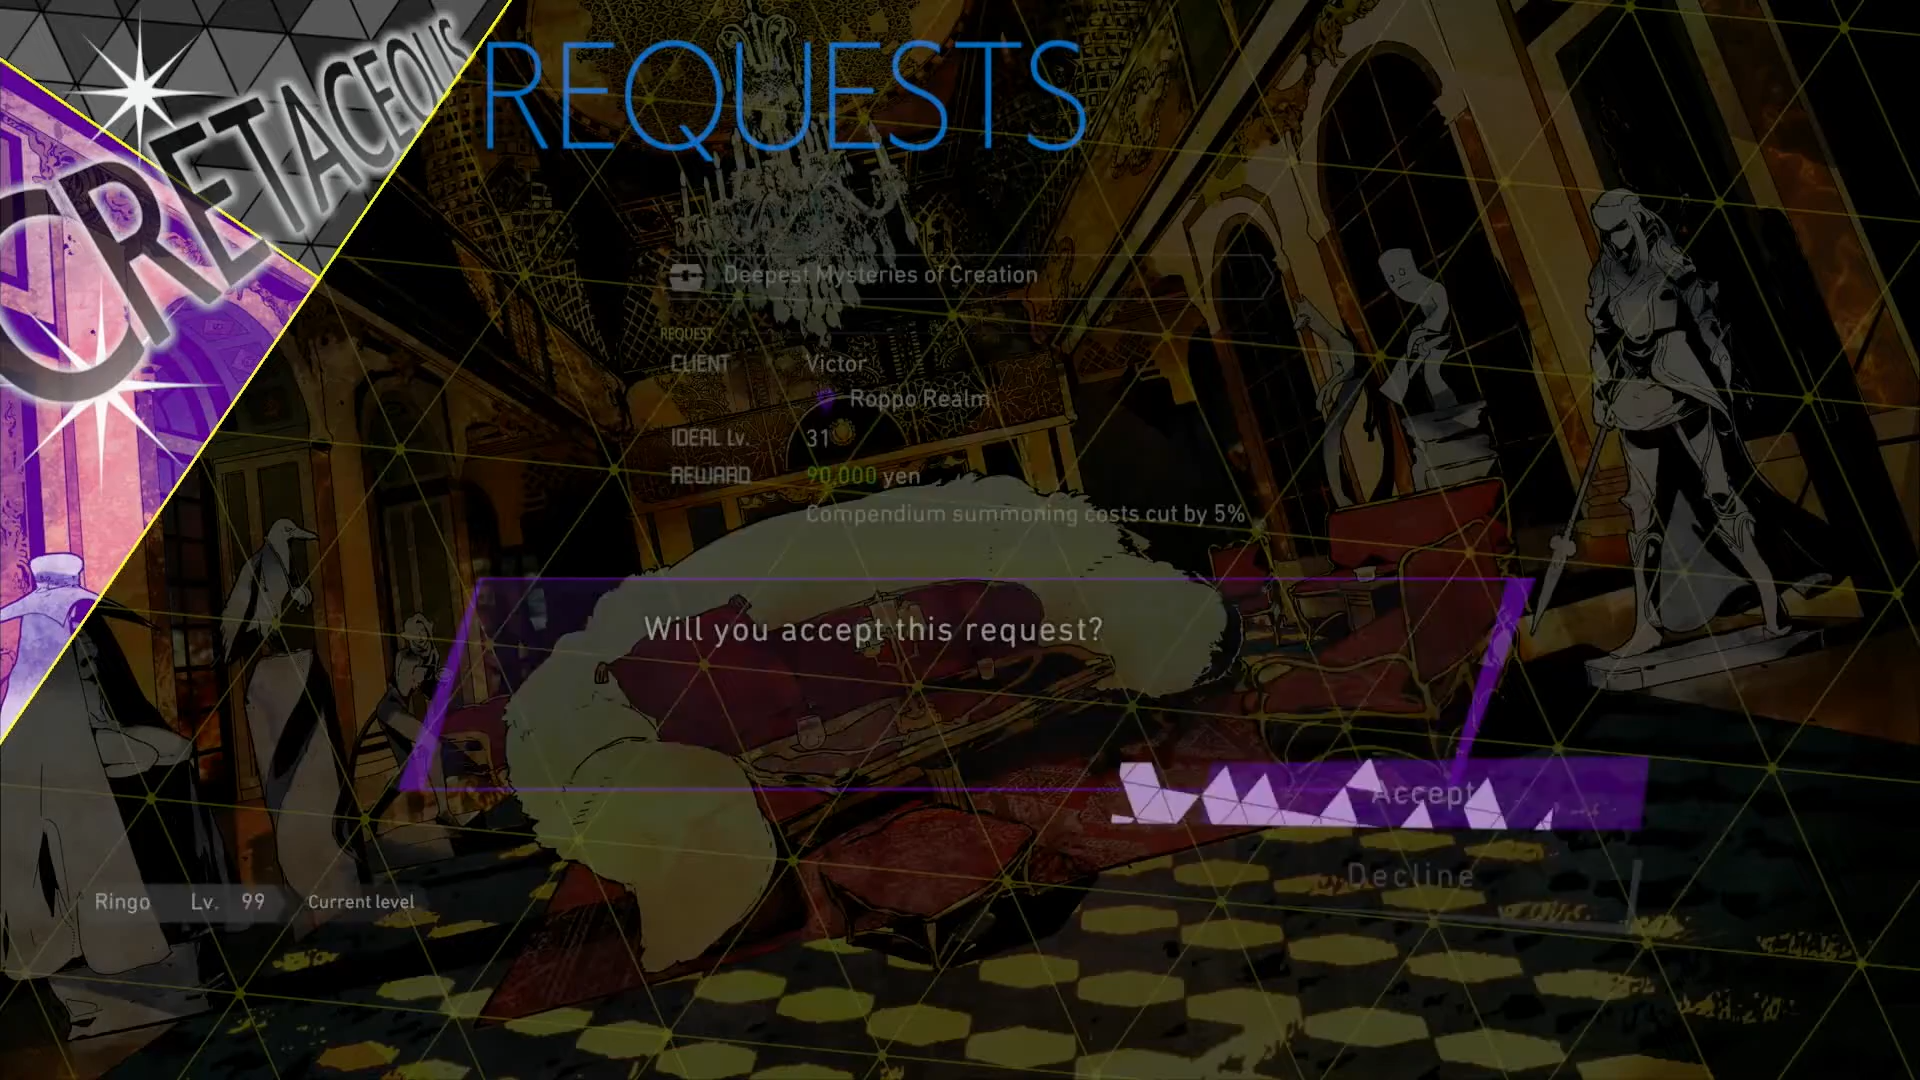 CRETACEOUS
REQUESTS
Deepest Mysteries of Creation
REQUEST
CLIENT Victor
Roppo Realm
IDEAL Lv. 31
REWARD 90,000 yen
Compendium summoning costs cut by 5%
Will you accept this request?
Accept
Decline
Ringo Lv. 99 Current level